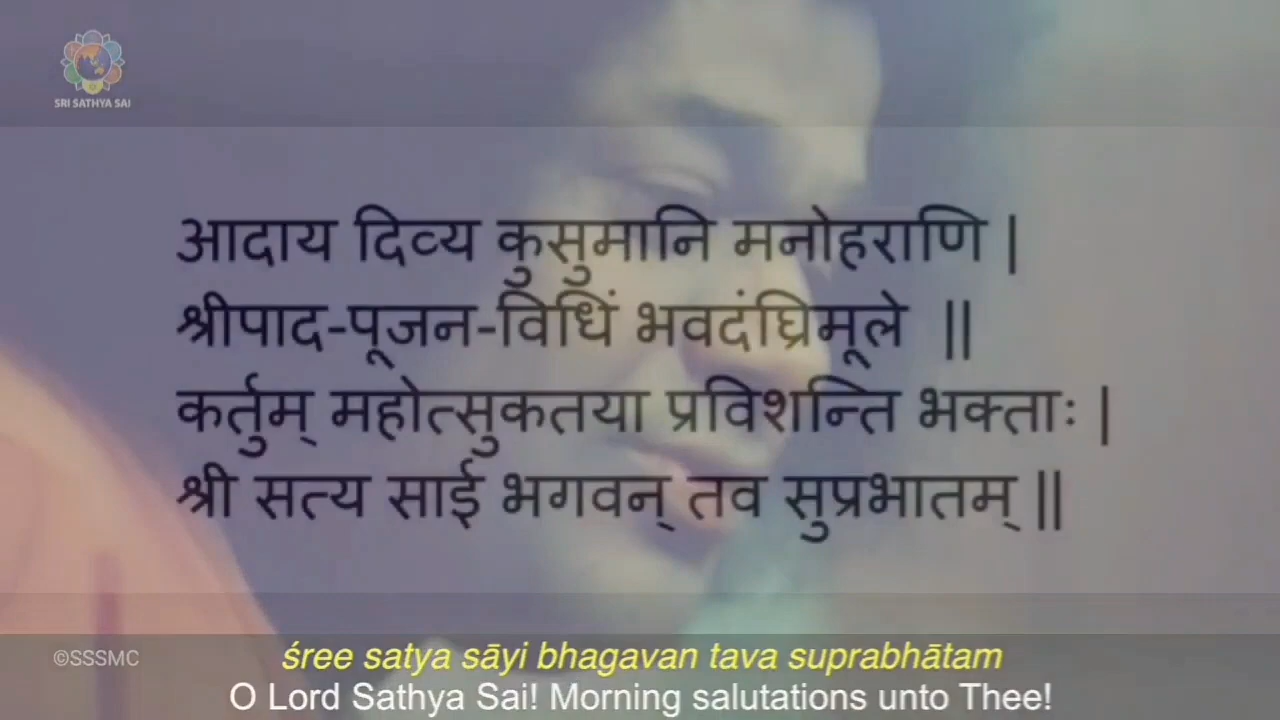 SRI SATHYA SAI
आदाय दिव्य कुसुमानि मनोहराणि |
श्रीपाद-पूजन-विधिं भवदंघ्रिमूले ||
कर्तुम् महोत्सुकतया प्रविशन्ति भक्ताः |
श्री सत्य साई भगवन् तव सुप्रभातम् ||
©SSSMC
śree satya sāyi bhagavan tava suprabhātam
O Lord Sathya Sai! Morning salutations unto Thee!